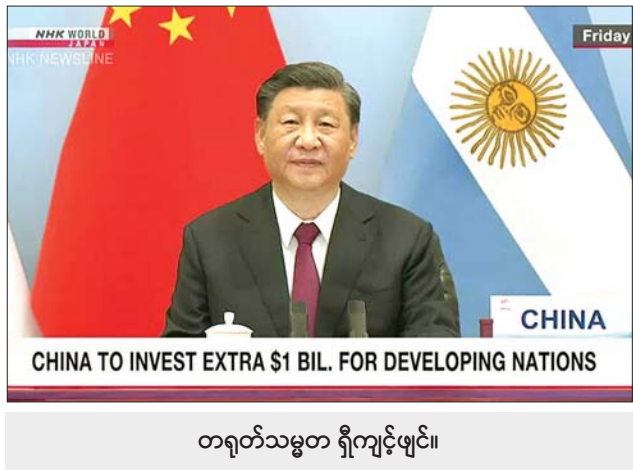 NHK WORLD
JAPAN
NHK NEWSLINE
Friday
CHINA
CHINA TO INVEST EXTRA $1 BIL. FOR DEVELOPING NATIONS
တရုတ်သမ္မတ ရှီကျင့်ဖျင်။